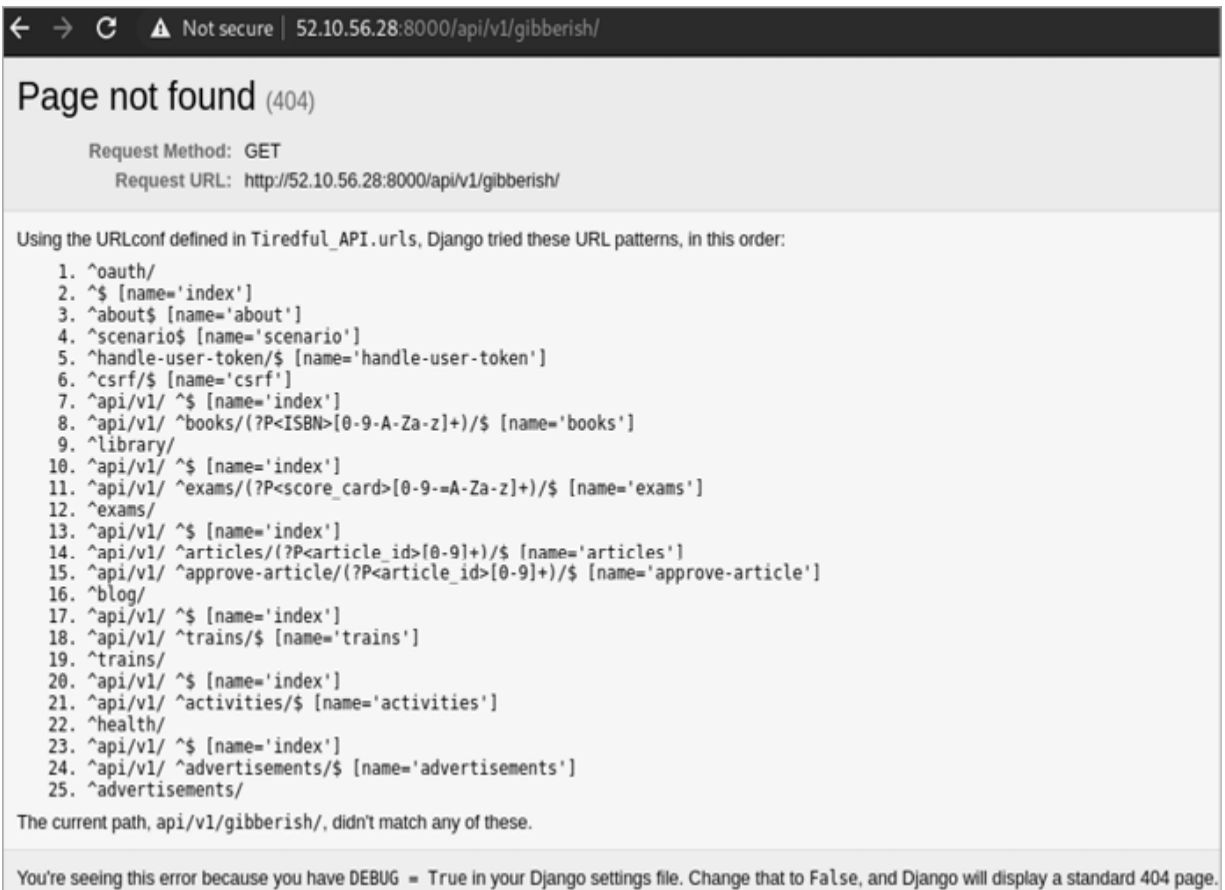 Not secure | 52.10.56.28:8000/api/v1/gibberish/
Page not found (404)
Request Method: GET
Request URL: http://52.10.56.28:8000/api/v1/gibberish/
Using the URLconf defined in Tiredful_API.urls, Django tried these URL patterns, in this order:
1. ^oauth/
2. ^$ [name='index']
3. ^about$ [name='about']
4. ^scenario$ [name='scenario']
5. ^handle-user-token/$ [name='handle-user-token']
6. ^csrf/$ [name='csrf']
7. ^api/v1/ ^$ [name='index']
8. ^api/v1/ ^books/(?P<ISBN>[0-9-A-Za-z]+)/$ [name='books']
9. ^library/
10. ^api/v1/ ^$ [name='index']
11. ^api/v1/ ^exams/(?P<score_card>[0-9-=A-Za-z]+)/$ [name='exams']
12. ^exams/
13. ^api/v1/ ^$ [name='index']
14. ^api/v1/ ^articles/(?P<article_id>[0-9]+)/$ [name='articles']
15. ^api/v1/ ^approve-article/(?P<article_id>[0-9]+)/$ [name='approve-article']
16. ^blog/
17. ^api/v1/ ^$ [name='index']
18. ^api/v1/ ^trains/$ [name='trains']
19. ^trains/
20. ^api/v1/ ^$ [name='index']
21. ^api/v1/ ^activities/$ [name='activities']
22. ^health/
23. ^api/v1/ ^$ [name='index']
24. ^api/v1/ ^advertisements/$ [name='advertisements']
25. ^advertisements/
The current path, api/v1/gibberish/, didn't match any of these.
You're seeing this error because you have DEBUG = True in your Django settings file. Change that to False, and Django will display a standard 404 page.